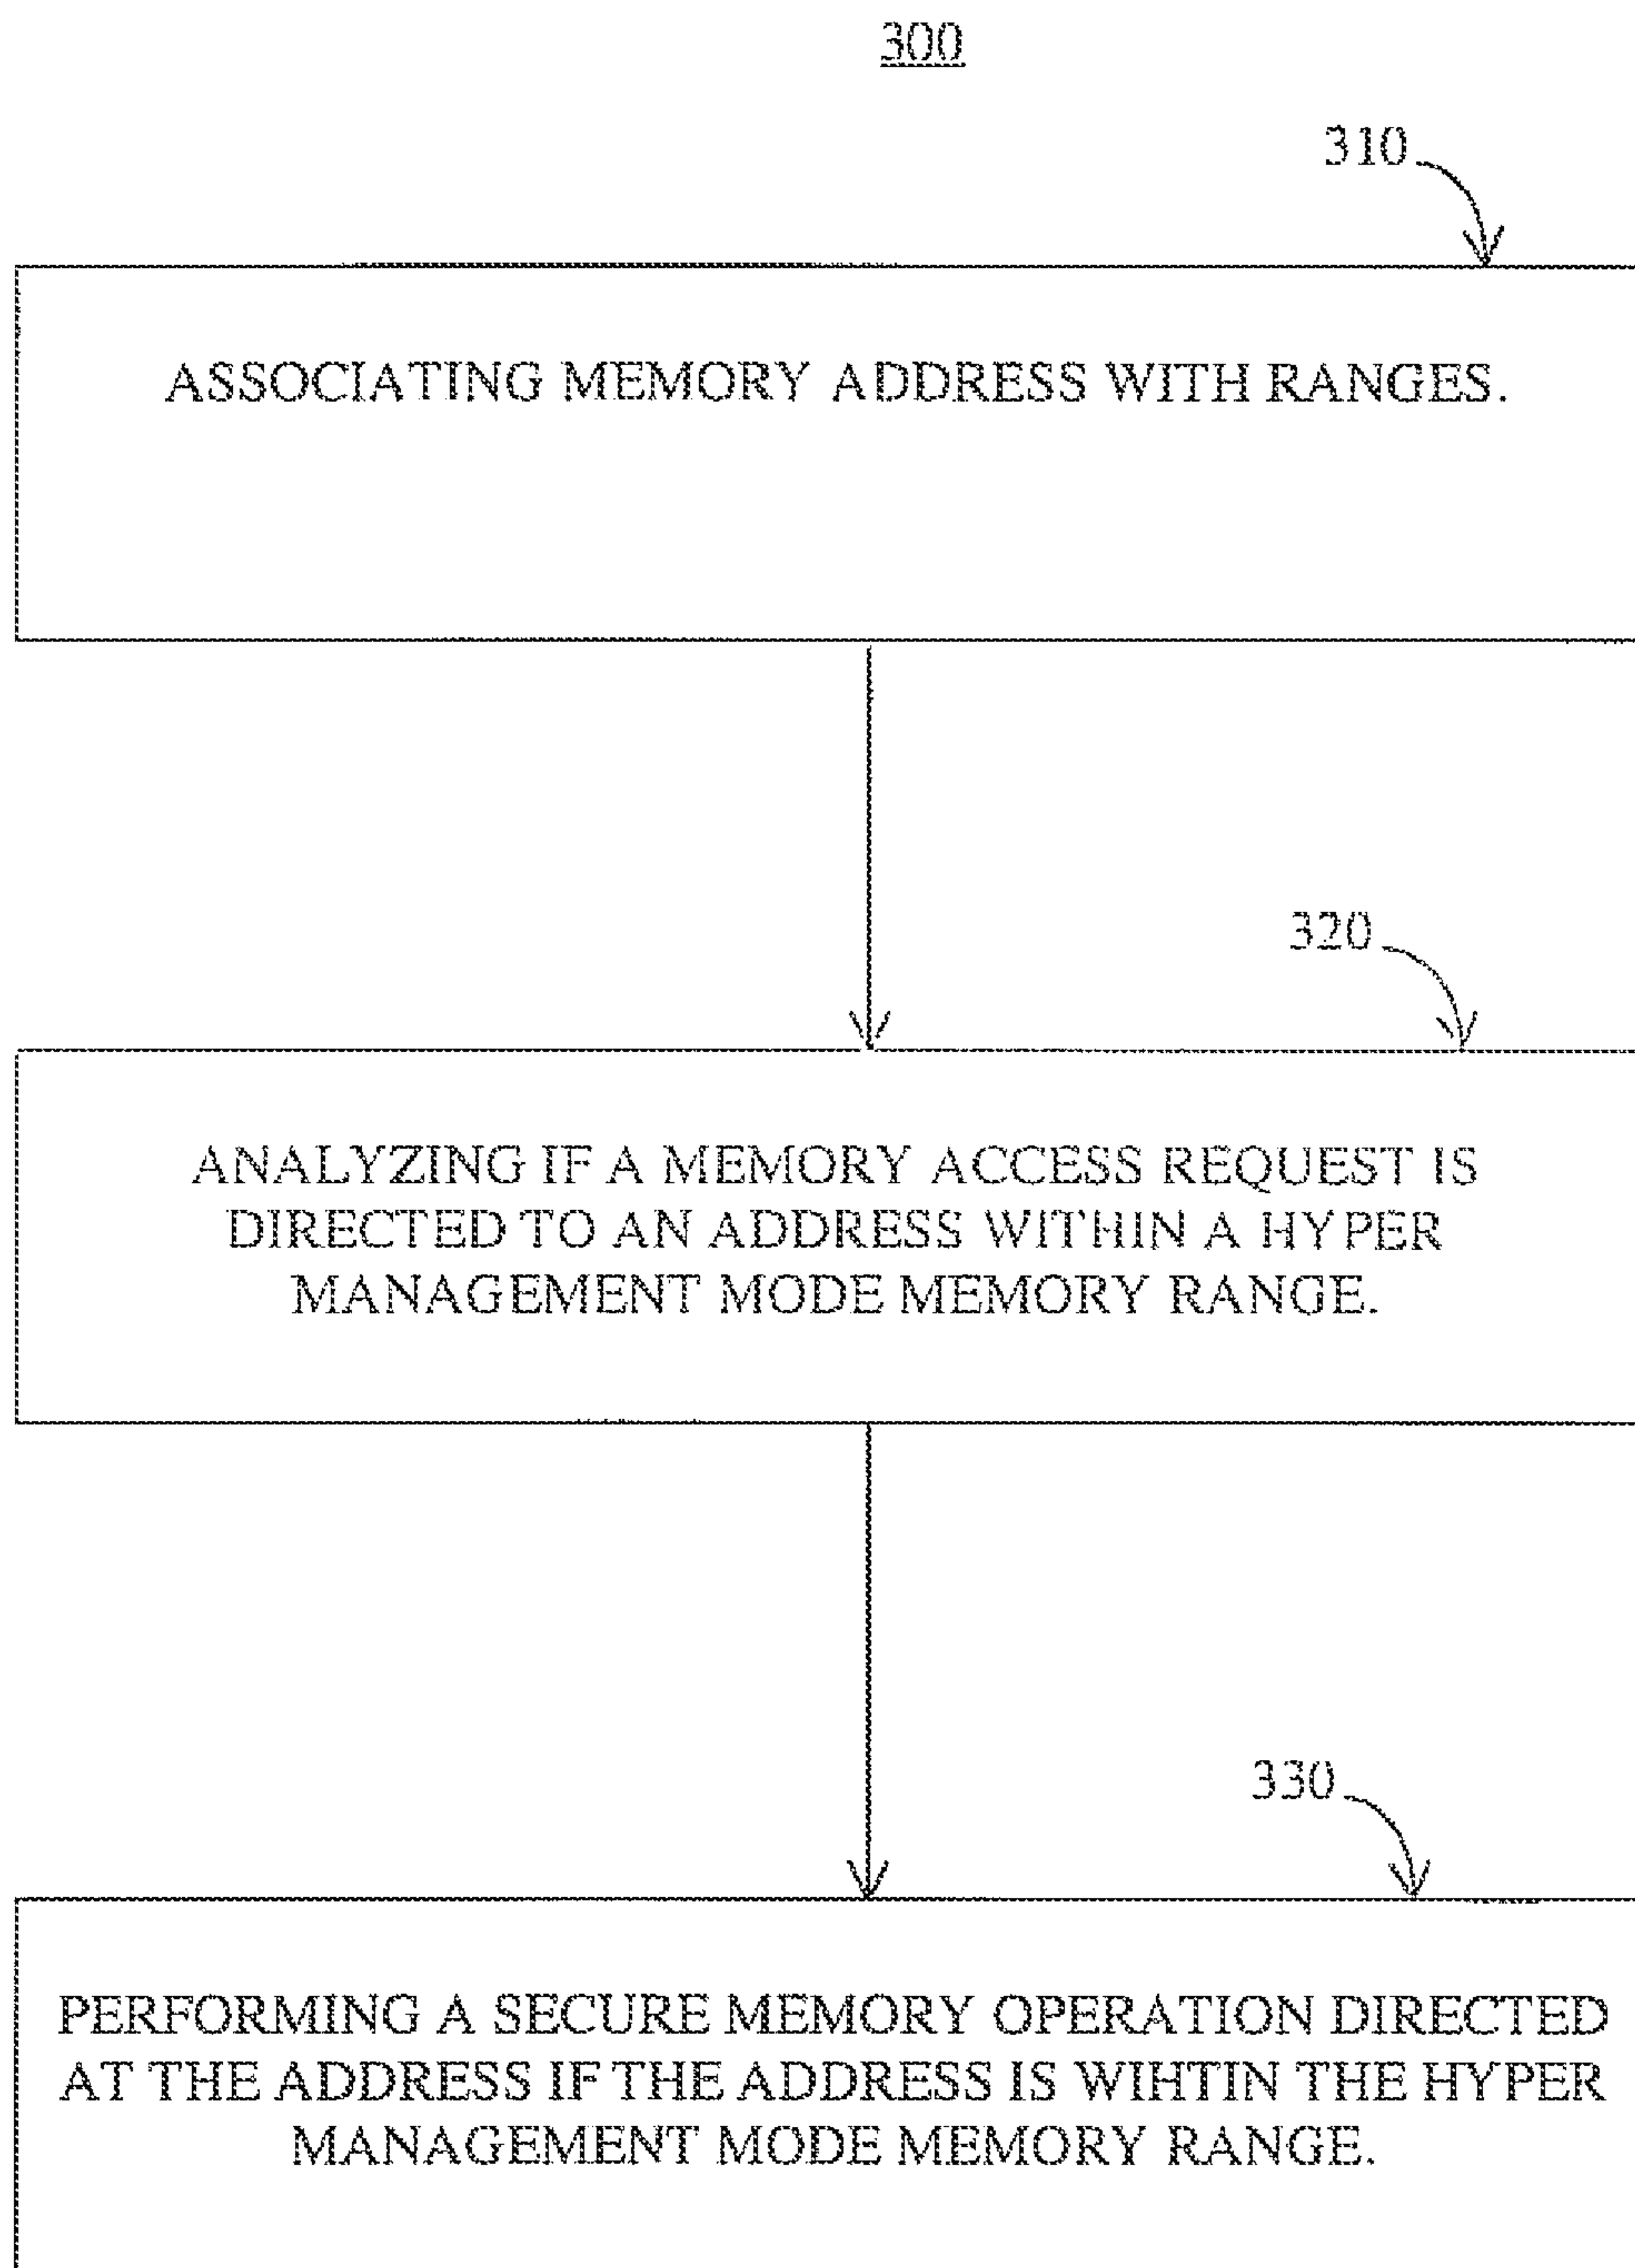 300
310
ASSOCIATING MEMORY ADDRESS WITH RANGES.
320
ANALYZING IF A MEMORY ACCESS REQUEST IS
DIRECTED TO AN ADDRESS WITHIN A HYPER
MANAGEMENT MODE MEMORY RANGE.
330
PERFORMING A SECURE MEMORY OPERATION DIRECTED
AT THE ADDRESS IF THE ADDRESS IS WIHTIN THE HYPER
MANAGEMENT MODE MEMORY RANGE.